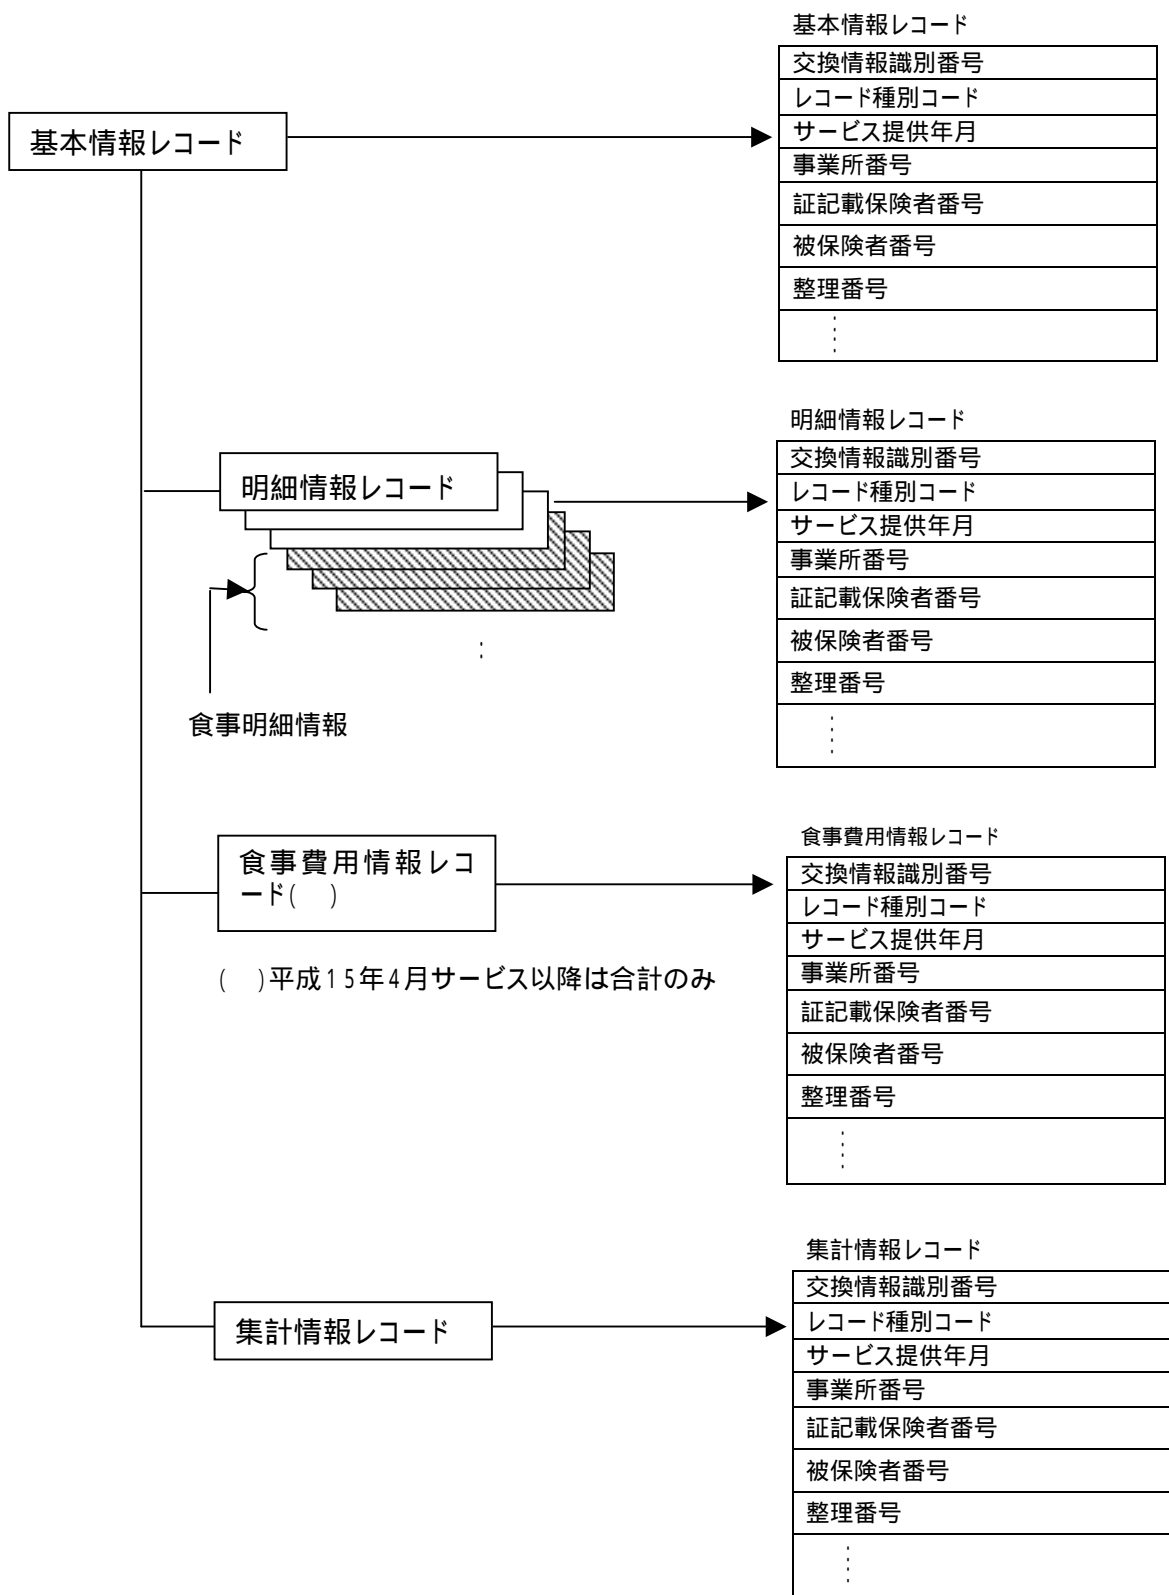 基本情報レコード
基本情報レコード
交換情報識別番号
レコード種別コード
サービス提供年月
事業所番号
証記載保険者番号
被保険者番号
整理番号
明細情報レコード
食事明細情報
明細情報レコード
交換情報識別番号
レコード種別コード
サービス提供年月
事業所番号
証記載保険者番号
被保険者番号
整理番号
食事費用情報レコ
ード(　)
(　)平成15年4月サービス以降は合計のみ
食事費用情報レコード
交換情報識別番号
レコード種別コード
サービス提供年月
事業所番号
証記載保険者番号
被保険者番号
整理番号
集計情報レコード
集計情報レコード
交換情報識別番号
レコード種別コード
サービス提供年月
事業所番号
証記載保険者番号
被保険者番号
整理番号